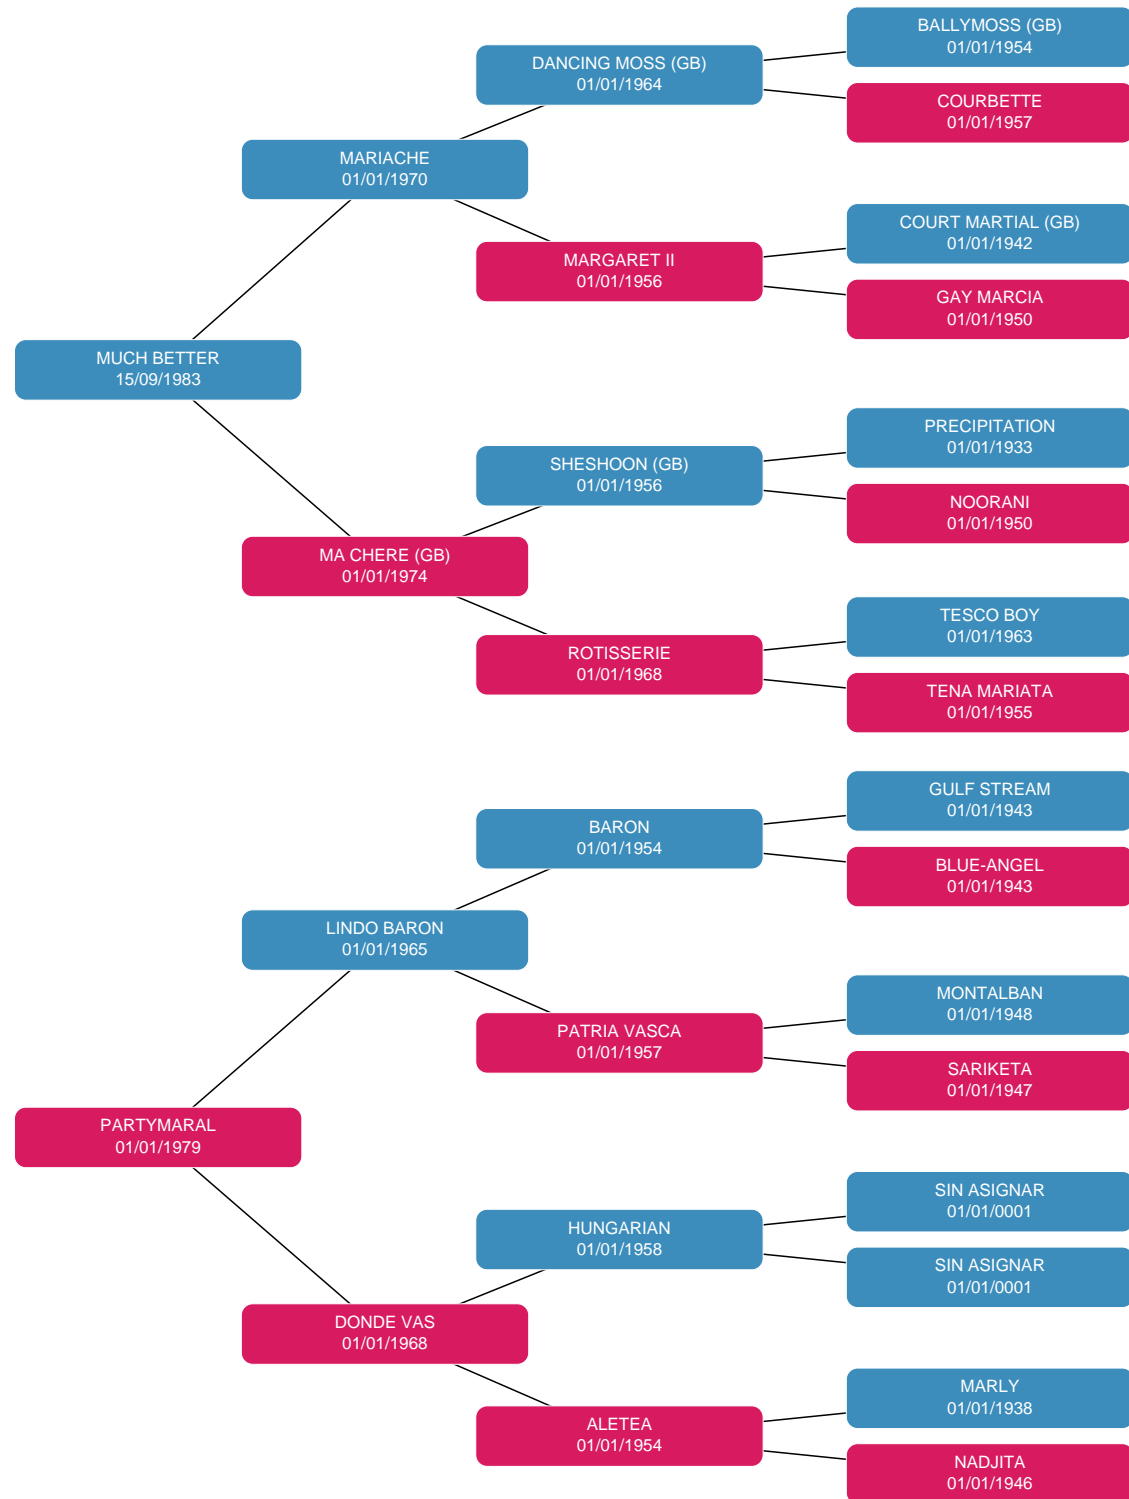 BALLYMOSS (GB)
01/01/1954
DANCING MOSS (GB)
01/01/1964
COURBETTE
01/01/1957
MARIACHE
01/01/1970
COURT MARTIAL (GB)
01/01/1942
MARGARET II
01/01/1956
GAY MARCIA
01/01/1950
MUCH BETTER
15/09/1983
PRECIPITATION
01/01/1933
SHESHOON (GB)
01/01/1956
NOORANI
01/01/1950
MA CHERE (GB)
01/01/1974
TESCO BOY
01/01/1963
ROTISSERIE
01/01/1968
TENA MARIATA
01/01/1955
GULF STREAM
01/01/1943
BARON
01/01/1954
BLUE-ANGEL
01/01/1943
LINDO BARON
01/01/1965
MONTALBAN
01/01/1948
PATRIA VASCA
01/01/1957
SARIKETA
01/01/1947
PARTYMARAL
01/01/1979
SIN ASIGNAR
01/01/0001
HUNGARIAN
01/01/1958
SIN ASIGNAR
01/01/0001
DONDE VAS
01/01/1968
MARLY
01/01/1938
ALETEA
01/01/1954
NADJITA
01/01/1946